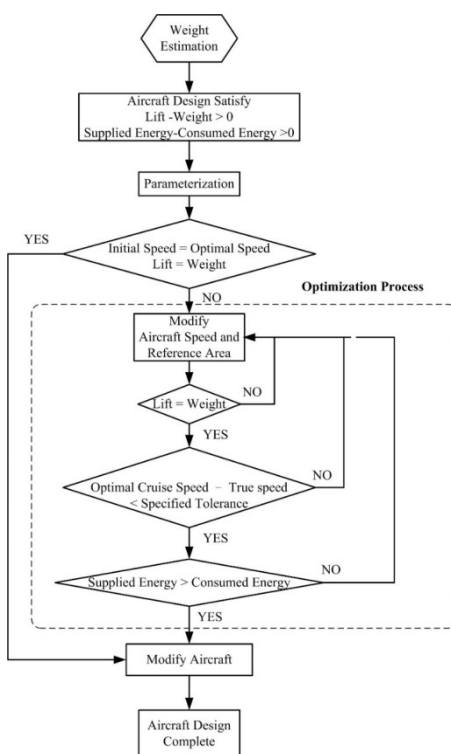 Weight
Estimation
Aircraft Design Satisfy
Lift -Weight > 0
Supplied Energy-Consumed Energy >0
Parameterization
YES
Initial Speed = Optimal Speed
Lift = Weight
NO
Optimization Process
Modify
Aircraft Speed and
Reference Area
Lift = Weight
NO
YES
Optimal Cruise Speed – True speed
< Specified Tolerance
NO
YES
Supplied Energy > Consumed Energy
NO
YES
Modify Aircraft
Aircraft Design
Complete